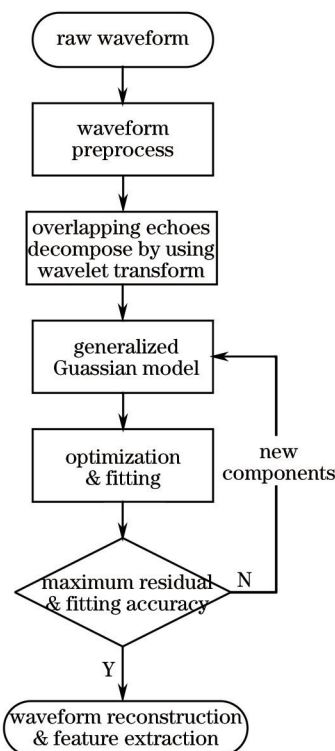 raw waveform
waveform
preprocess
overlapping echoes
decompose by using
wavelet transform
generalized
Guassian model
optimization
& fitting
new
components
maximum residual
& fitting accuracy
N
Y
waveform reconstruction
& feature extraction